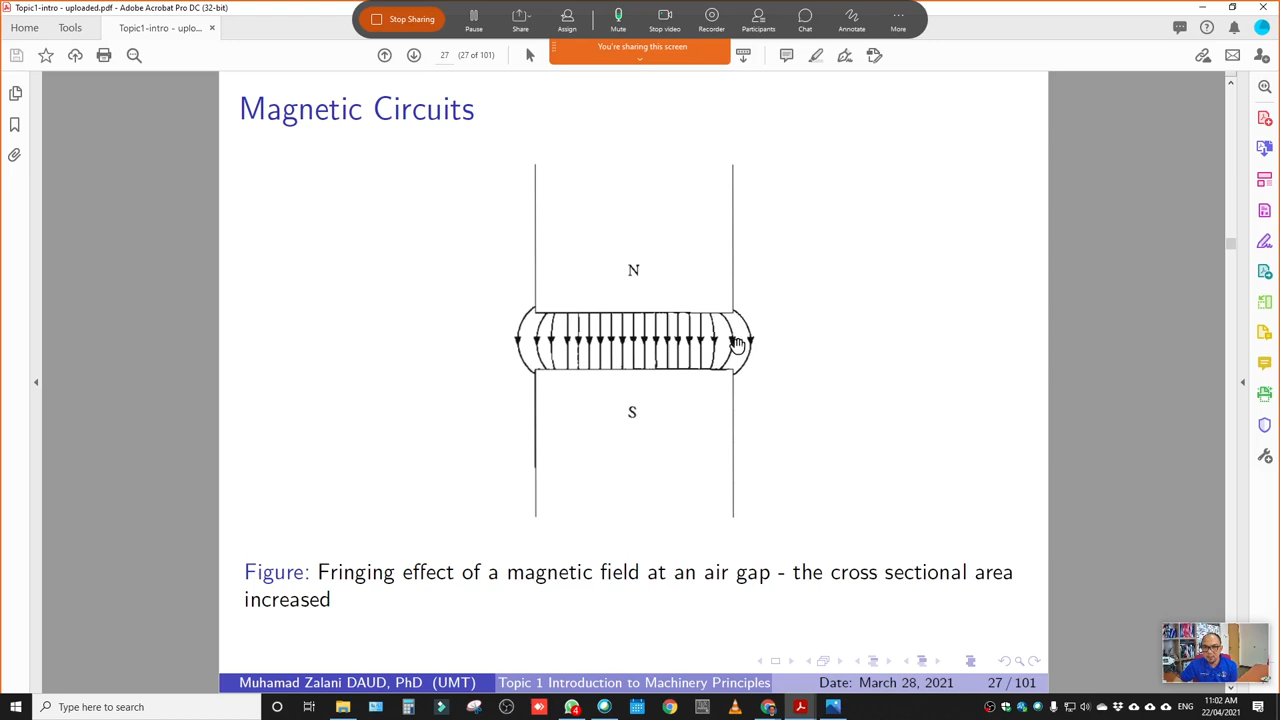 Topic1-intro - uploaded.pdf - Adobe Acrobat Pro DC (32-bit)
Stop Sharing
Pause
Share
Assign
Mute
Stop video
Recorder
Participants
Chat
Annotate
More
Home
Tools
Topic1-intro - uplo...
You're sharing this screen
27
(27 of 101)
Magnetic Circuits
N
S
Figure: Fringing effect of a magnetic field at an air gap - the cross sectional area
increased
Muhamad Zalani DAUD, PhD (UMT)
Topic 1 Introduction to Machinery Principles
Date: March 28, 2021
27 / 101
Type here to search
4
ENG
11:02 AM
22/04/2021